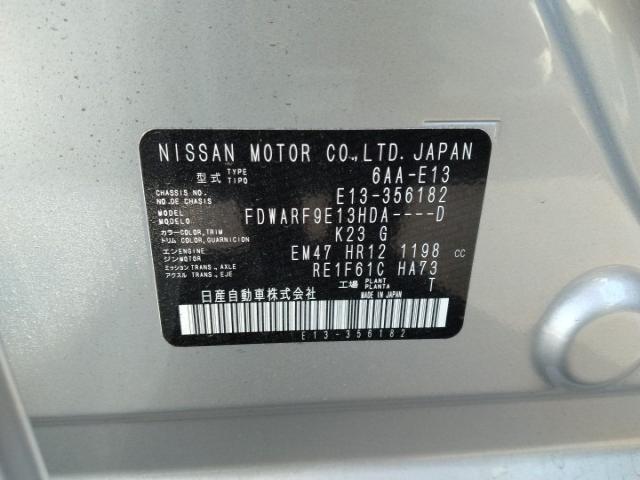 NISSAN MOTOR CO.,LTD. JAPAN
型式 TYPE TIPO 6AA-E13
CHASSIS NO. NO.DE CHASSIS E13-356182
MODEL MODELO FDWARF9E13HDA----D
カラー COLOR,TRIM トリム COLOR,GUARNICION K23 G
エンジン ENGINE MOTOR EM47 HR12 1198 cc
ミッション TRANS.,AXLE アクスル TRANS.,EJE RE1F61C HA73
工場 PLANT PLANTA T
日産自動車株式会社 MADE IN JAPAN
E13-356182